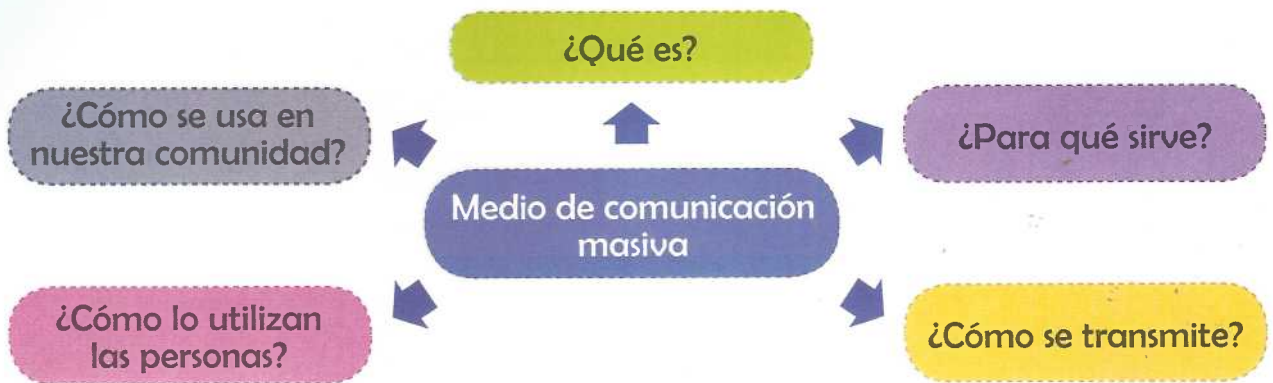 ¿Qué es?
¿Cómo se usa en
nuestra comunidad?
¿Para qué sirve?
Medio de comunicación
masiva
¿Cómo lo utilizan
las personas?
¿Cómo se transmite?